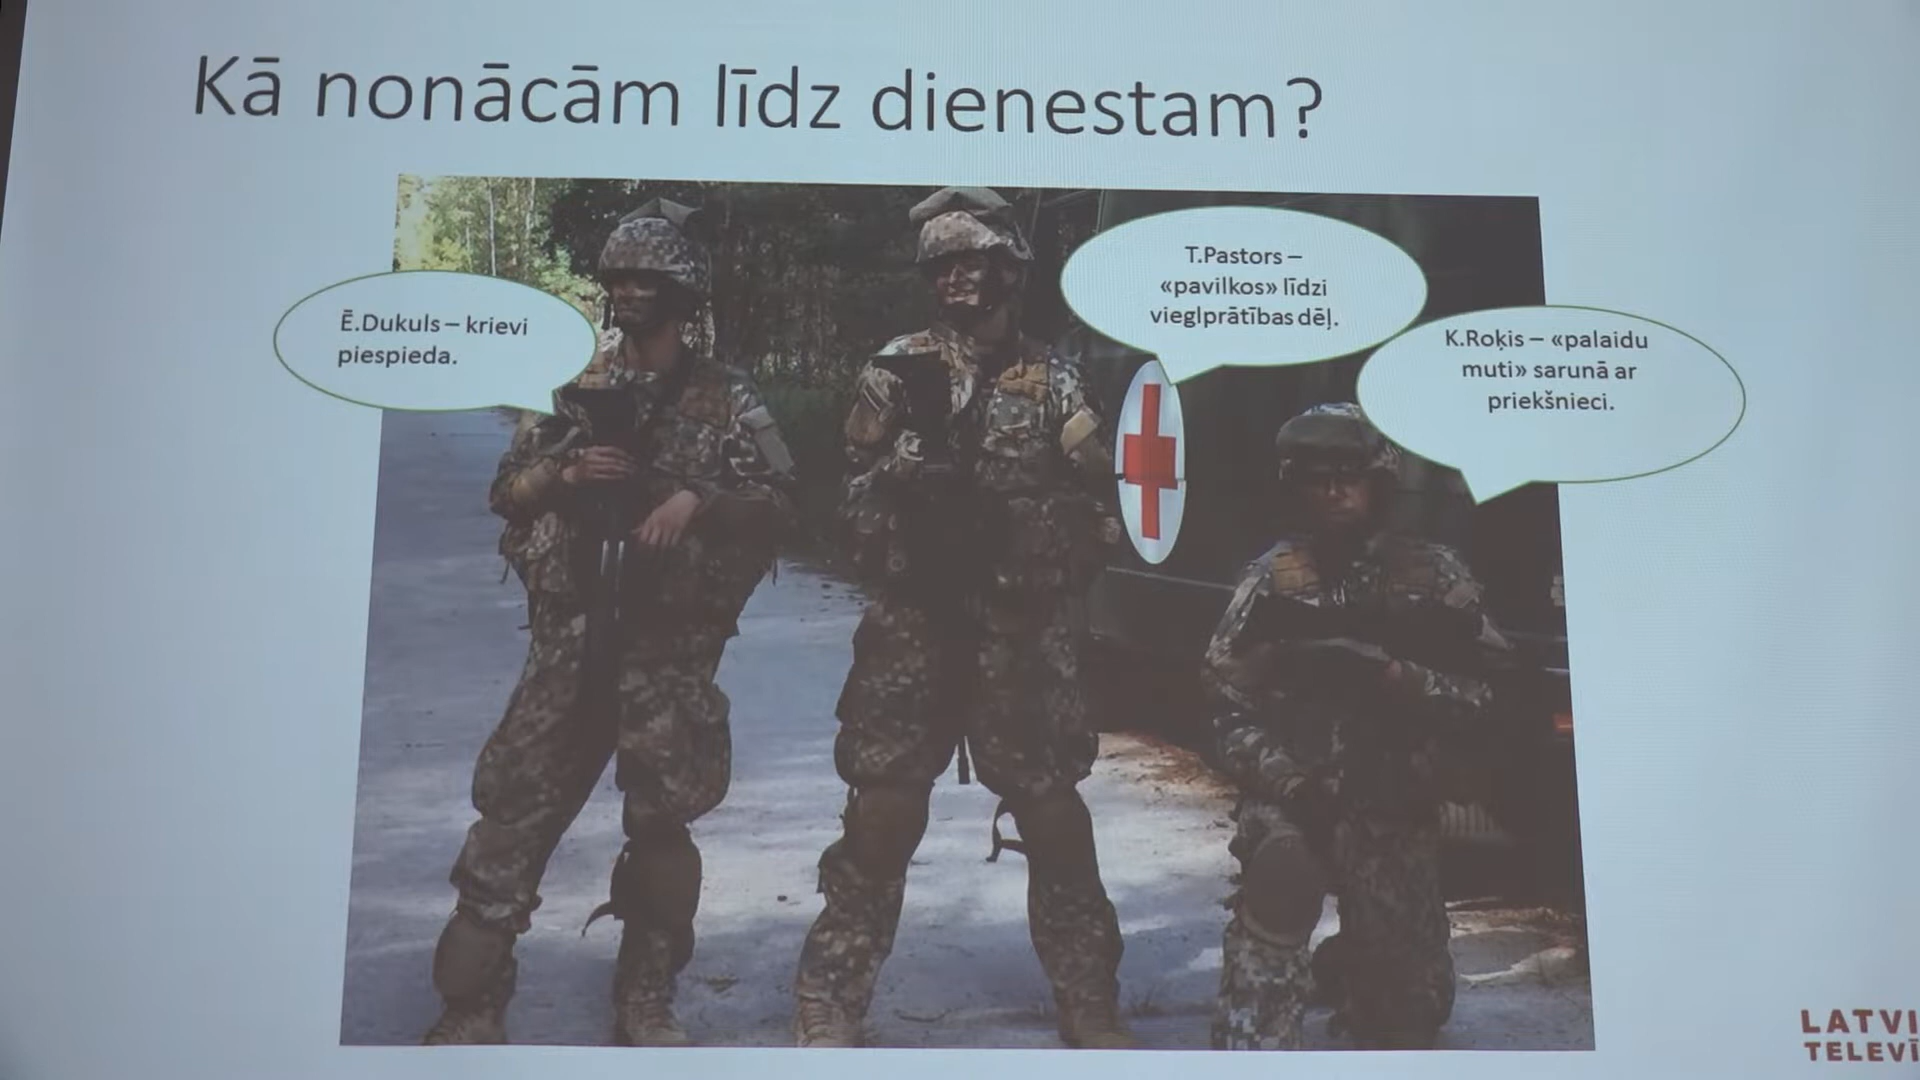 Kā nonācām līdz dienestam?
Ē.Dukuls – krievi
piespieda.
T.Pastors –
«pavilkos» līdzi
vieglprātības dēļ.
K.Roķis – «palaidu
muti» sarunā ar
priekšnieci.
LATVI
TELEVĪ